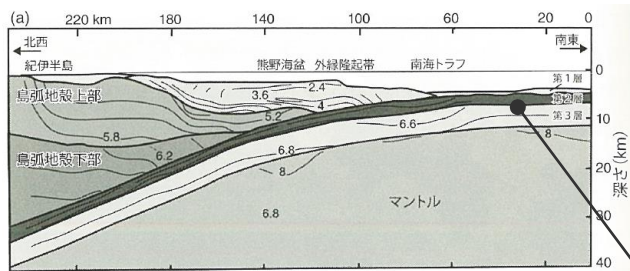 (a) 220 km 180 140 100 60 20 0
北西 南東
紀伊半島 熊野海盆 外縁隆起帯 南海トラフ 第1層 0
島弧地殻上部 3.6 2.4 第2層
4
5.2 第3層 10
5.8 6.6 8
島弧地殻下部 6.2 6.8
8 20
6.8 マントル 30
40
深さ(km)